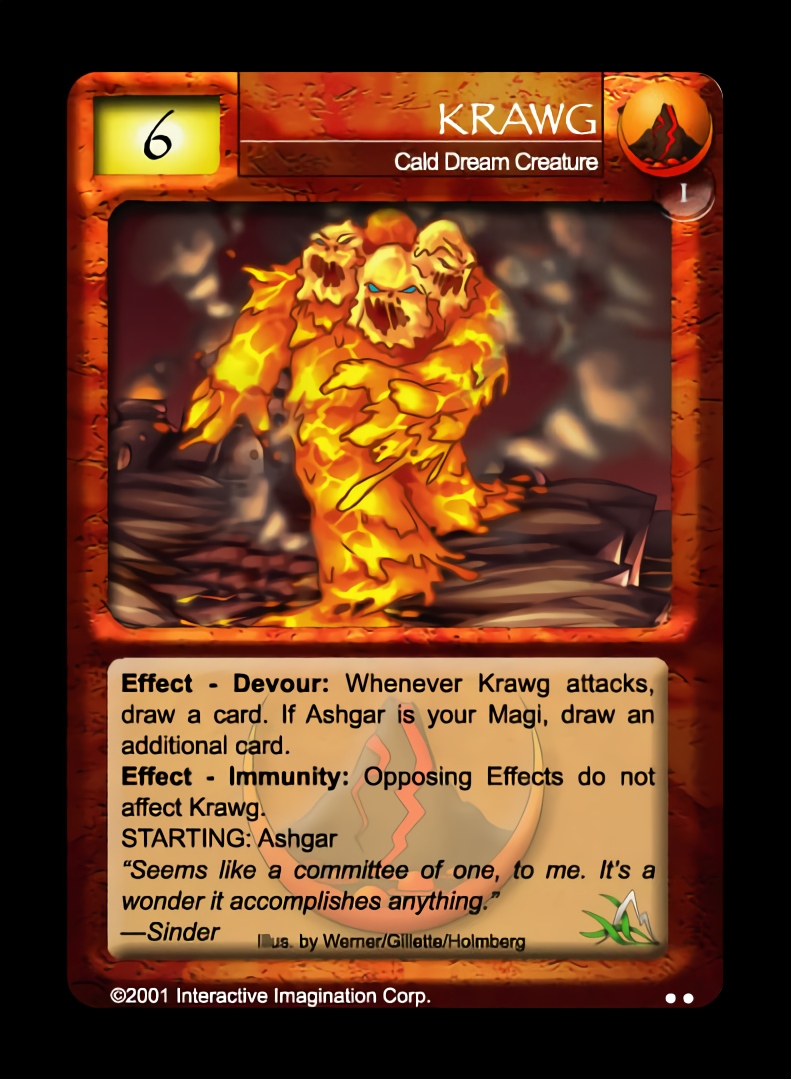 6
KRAWG
Cald Dream Creature
I
Effect - Devour: Whenever Krawg attacks,
draw a card. If Ashgar is your Magi, draw an
additional card.
Effect - Immunity: Opposing Effects do not
affect Krawg.
STARTING: Ashgar
“Seems like a committee of one, to me. It's a
wonder it accomplishes anything.”
—Sinder
Illus. by Werner/Gillette/Holmberg
©2001 Interactive Imagination Corp.